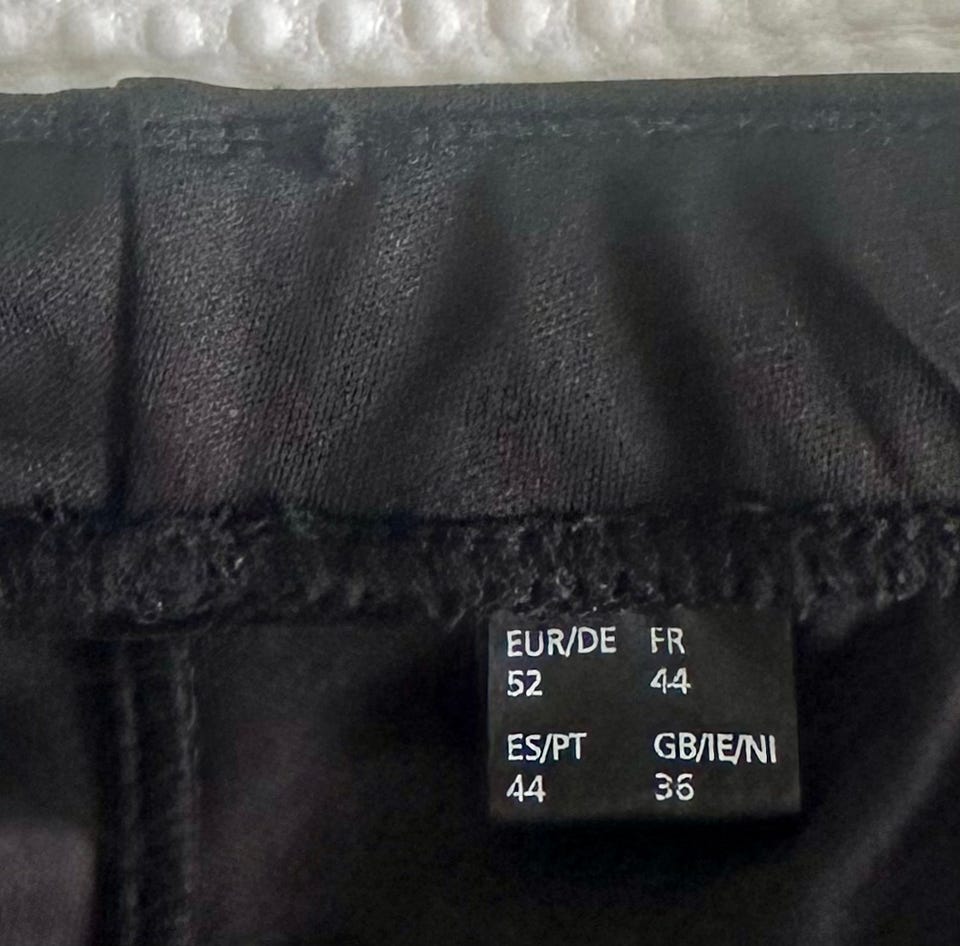 EUR/DE FR
52 44
ES/PT GB/IE/NI
44 36